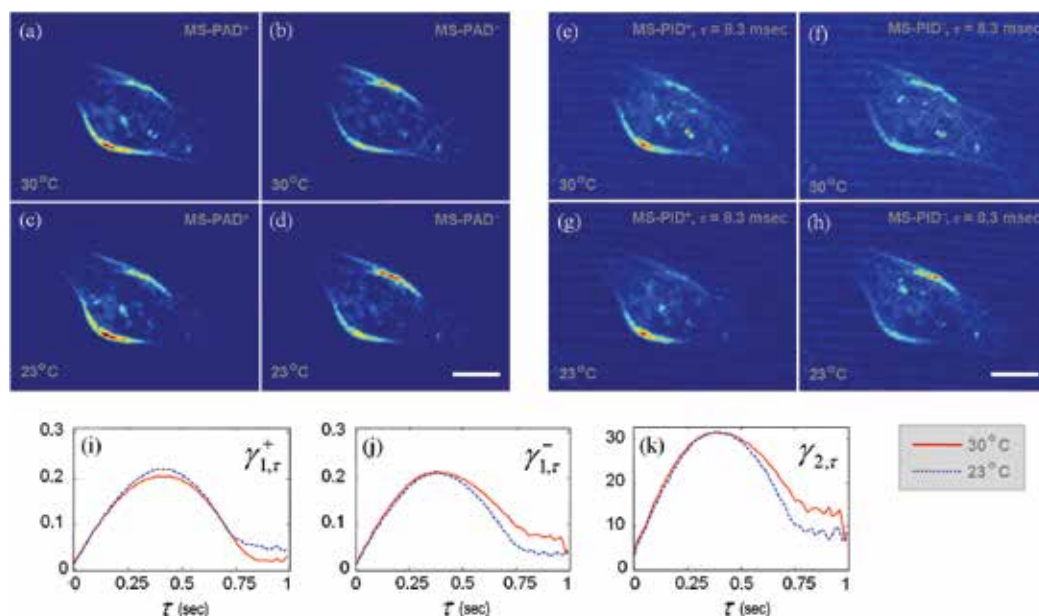 (a) MS-PAD⁺
(b) MS-PAD⁻
(e) MS-PID⁺, τ = 8.3 msec
(f) MS-PID⁻, τ = 8.3 msec
30°C
30°C
30°C
30°C
(c) MS-PAD⁺
(d) MS-PAD⁻
(g) MS-PID⁺, τ = 8.3 msec
(h) MS-PID⁻, τ = 8.3 msec
23°C
23°C
23°C
23°C
(i) γ⁺1,τ
0.3
0.2
0.1
0
0 0.25 0.5 0.75 1
τ (sec)
(j) γ⁻1,τ
0.3
0.2
0.1
0
0 0.25 0.5 0.75 1
τ (sec)
(k) γ2,τ
30
20
10
0
0 0.25 0.5 0.75 1
τ (sec)
30°C
23°C